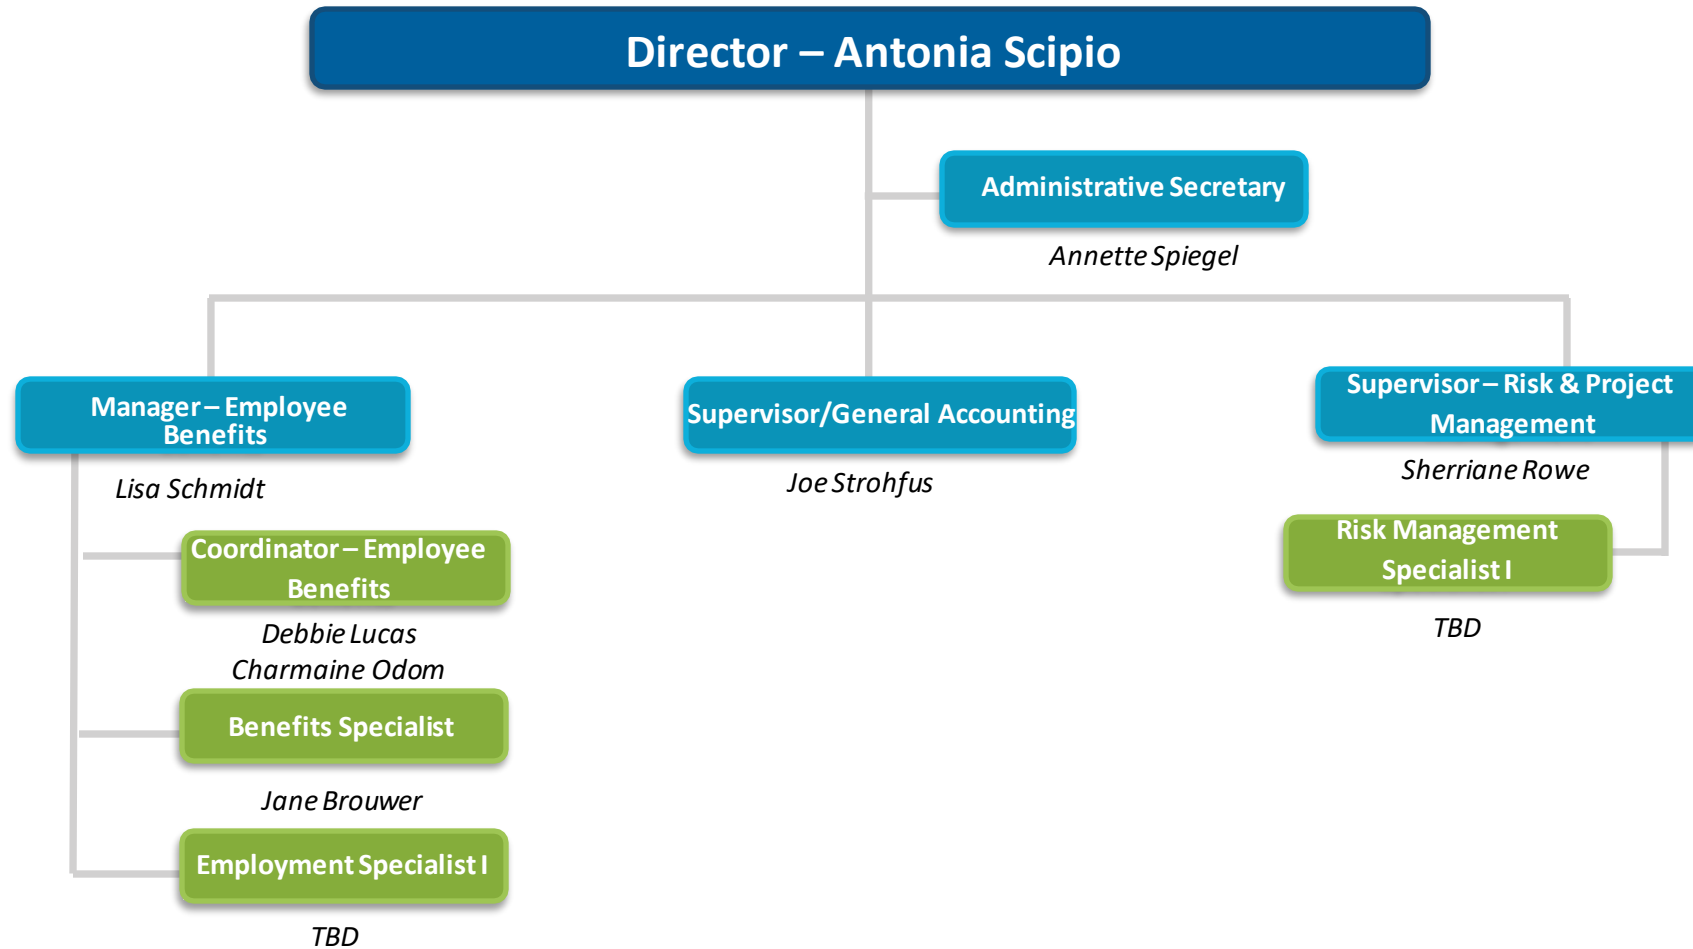 Director – Antonia Scipio
Administrative Secretary
Annette Spiegel
Manager – Employee
Benefits
Lisa Schmidt
Supervisor/General Accounting
Joe Strohfus
Supervisor – Risk & Project
Management
Sherriane Rowe
Coordinator – Employee
Benefits
Debbie Lucas
Charmaine Odom
Benefits Specialist
Jane Brouwer
Employment Specialist I
TBD
Risk Management
Specialist I
TBD